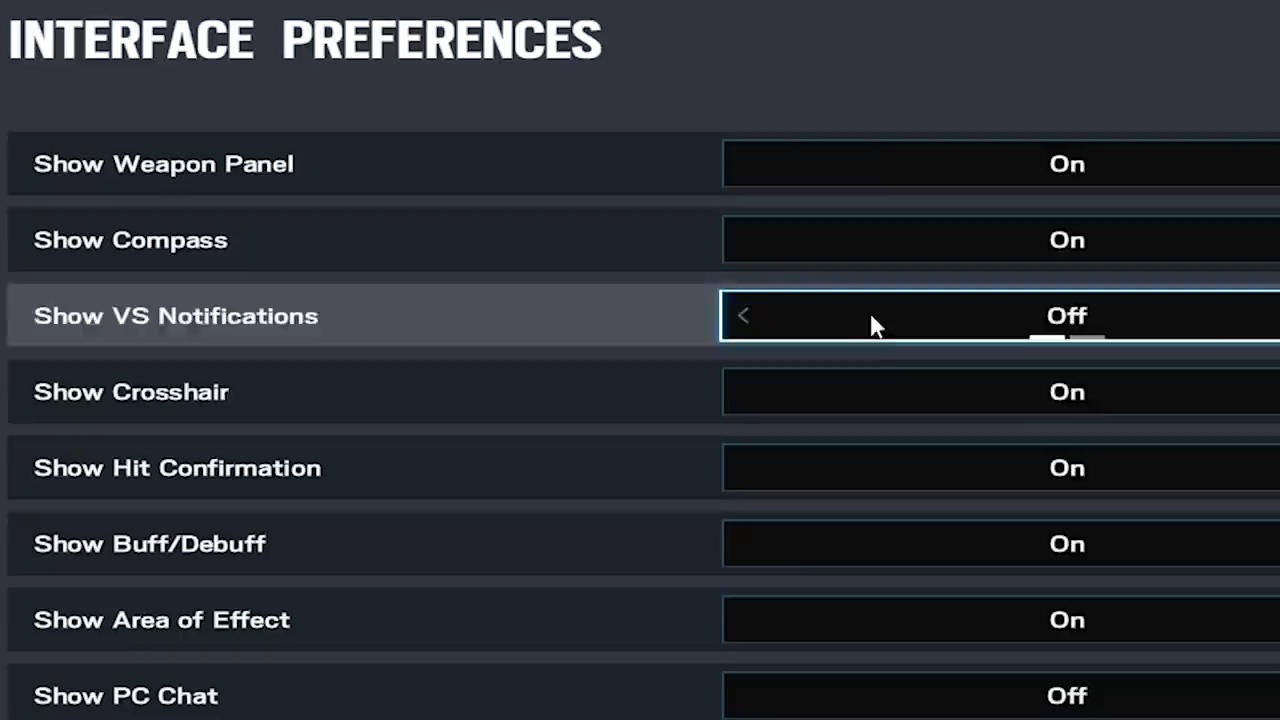 INTERFACE PREFERENCES
Show Weapon Panel On
Show Compass On
Show VS Notifications < Off
Show Crosshair On
Show Hit Confirmation On
Show Buff/Debuff On
Show Area of Effect On
Show PC Chat Off